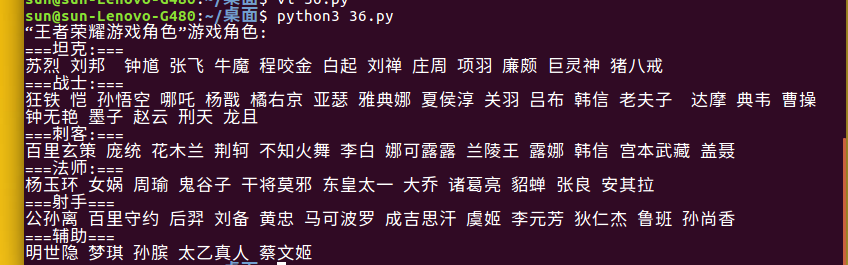 sun@sun-Lenovo-G480:~/桌面$ vi 36.py
sun@sun-Lenovo-G480:~/桌面$ python3 36.py
“王者荣耀游戏角色”游戏角色:
===坦克:===
苏烈 刘邦  钟馗 张飞 牛魔 程咬金 白起 刘禅 庄周 项羽 廉颇 巨灵神 猪八戒
===战士:===
狂铁 恺 孙悟空 哪吒 杨戬 橘右京 亚瑟 雅典娜 夏侯淳 关羽 吕布 韩信 老夫子  达摩 典韦 曹操
钟无艳 墨子 赵云 刑天 龙且
===刺客:===
百里玄策 庞统 花木兰 荆轲 不知火舞 李白 娜可露露 兰陵王 露娜 韩信 宫本武藏 盖聂
===法师:===
杨玉环 女娲 周瑜 鬼谷子 干将莫邪 东皇太一 大乔 诸葛亮 貂蝉 张良 安其拉
===射手===
公孙离 百里守约 后羿 刘备 黄忠 马可波罗 成吉思汗 虞姬 李元芳 狄仁杰 鲁班 孙尚香
===辅助===
明世隐 梦琪 孙膑 太乙真人 蔡文姬